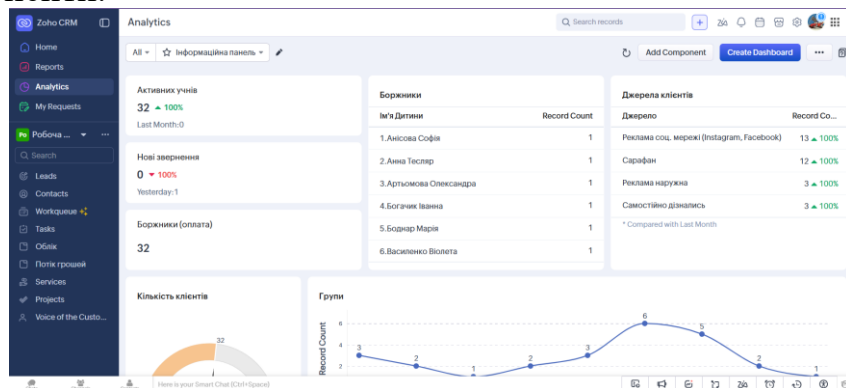 Zoho CRM
Analytics
Search records
Home
Reports
Analytics
My Requests
Робоча ...
Search
Leads
Contacts
Workqueue
Tasks
Облік
Потік грошей
Services
Projects
Voice of the Custo...
All
Інформаційна панель
Add Component
Create Dashboard
Активних учнів
32 100%
Last Month:0
Нові звернення
0 100%
Yesterday:1
Боржники (оплата)
32
Боржники
Ім'я Дитини Record Count
1.Анісова Софія 1
2.Анна Тесляр 1
3.Артьомова Олександра 1
4.Богачик Іванна 1
5.Боднар Марія 1
6.Василенко Віолета 1
Джерела клієнтів
Джерело Record Co...
Реклама соц. мережі (Instagram, Facebook) 13 100%
Сарафан 12 100%
Реклама наружна 3 100%
Самостійно дізнались 3 100%
* Compared with Last Month
Кількість клієнтів
32
Групи
Record Count
6
4
2
3 2 1 2 3 6 5 2 1
Here is your Smart Chat (Ctrl+Space)